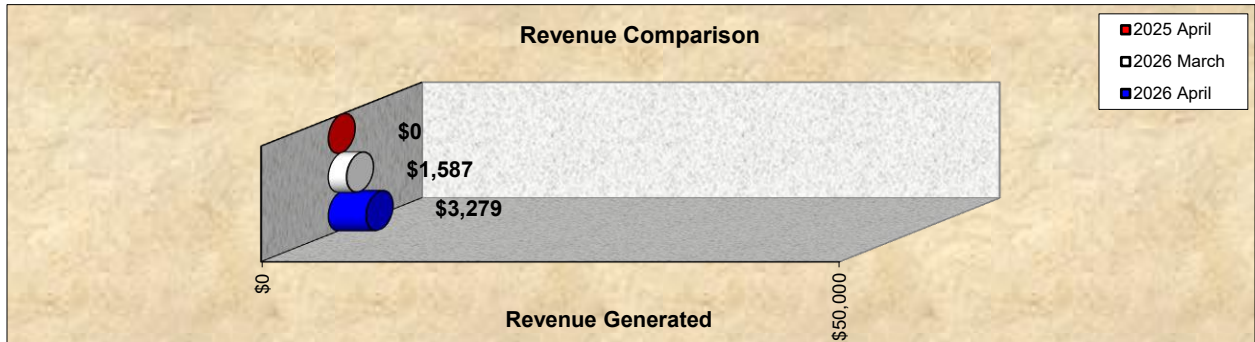 Revenue Comparison
2025 April
2026 March
2026 April
$0
$1,587
$3,279
$0
$50,000
Revenue Generated